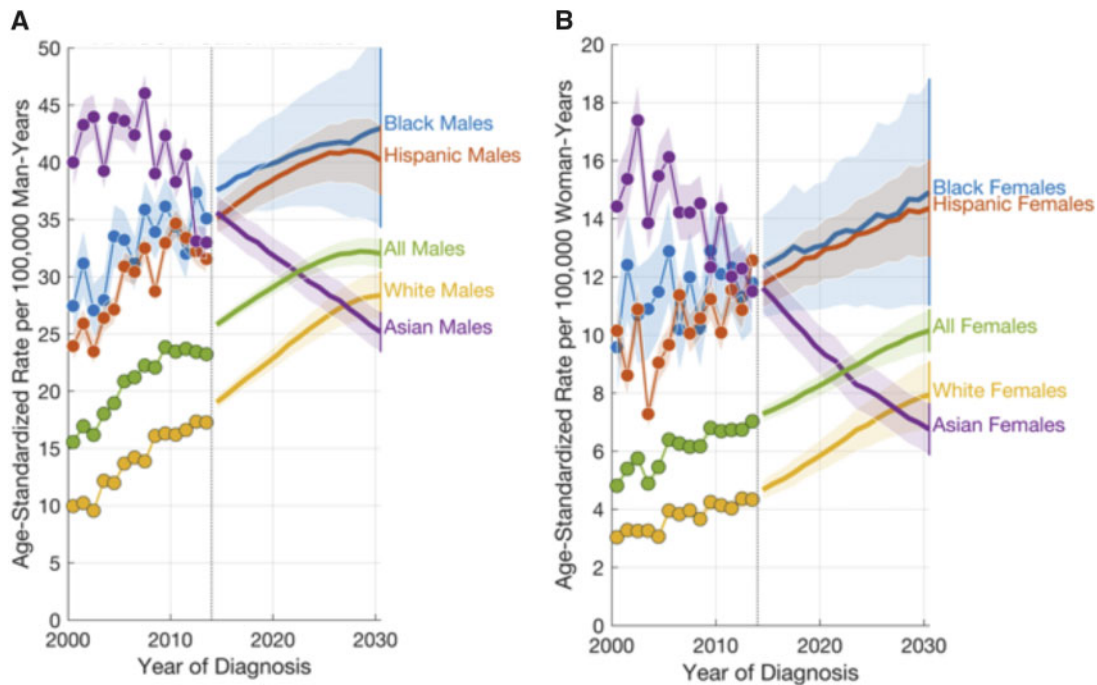 A
Age-Standardized Rate per 100,000 Man-Years
50
45
40
35
30
25
20
15
10
5
0
2000
2010
2020
2030
Year of Diagnosis
Black Males
Hispanic Males
All Males
White Males
Asian Males
B
Age-Standardized Rate per 100,000 Woman-Years
20
18
16
14
12
10
8
6
4
2
0
2000
2010
2020
2030
Year of Diagnosis
Black Females
Hispanic Females
All Females
White Females
Asian Females